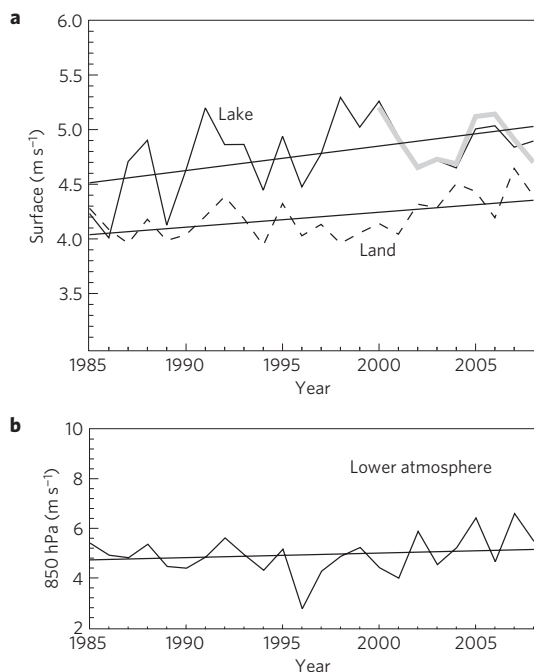 a
6.0
5.5
5.0
4.5
4.0
3.5
Surface (m s⁻¹)
Lake
Land
1985 1990 1995 2000 2005
Year
b
10
8
6
4
2
850 hPa (m s⁻¹)
Lower atmosphere
1985 1990 1995 2000 2005
Year